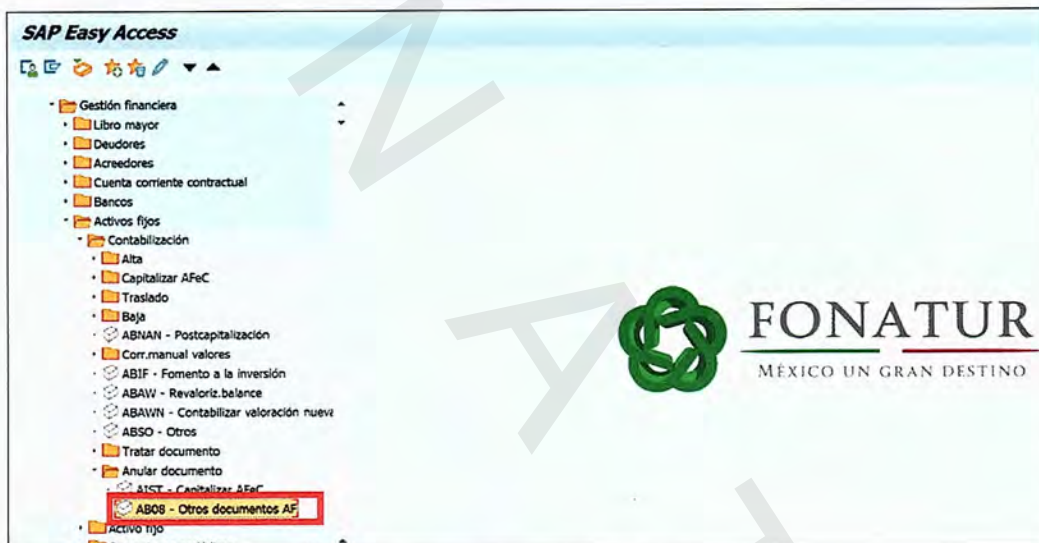 SAP Easy Access
Gestión financiera
Libro mayor
Deudores
Acreedores
Cuenta corriente contractual
Bancos
Activos fijos
Contabilización
Alta
Capitalizar AFeC
Traslado
Baja
ABNAN - Postcapitalización
Corr.manual valores
ABIF - Fomento a la inversión
ABAW - Revaloriz.balance
ABAWN - Contabilizar valoración nueva
ABSO - Otros
Tratar documento
Anular documento
AIST - Capitalizar AFeC
AB08 - Otros documentos AF
Activo fijo
FONATUR
MÉXICO UN GRAN DESTINO